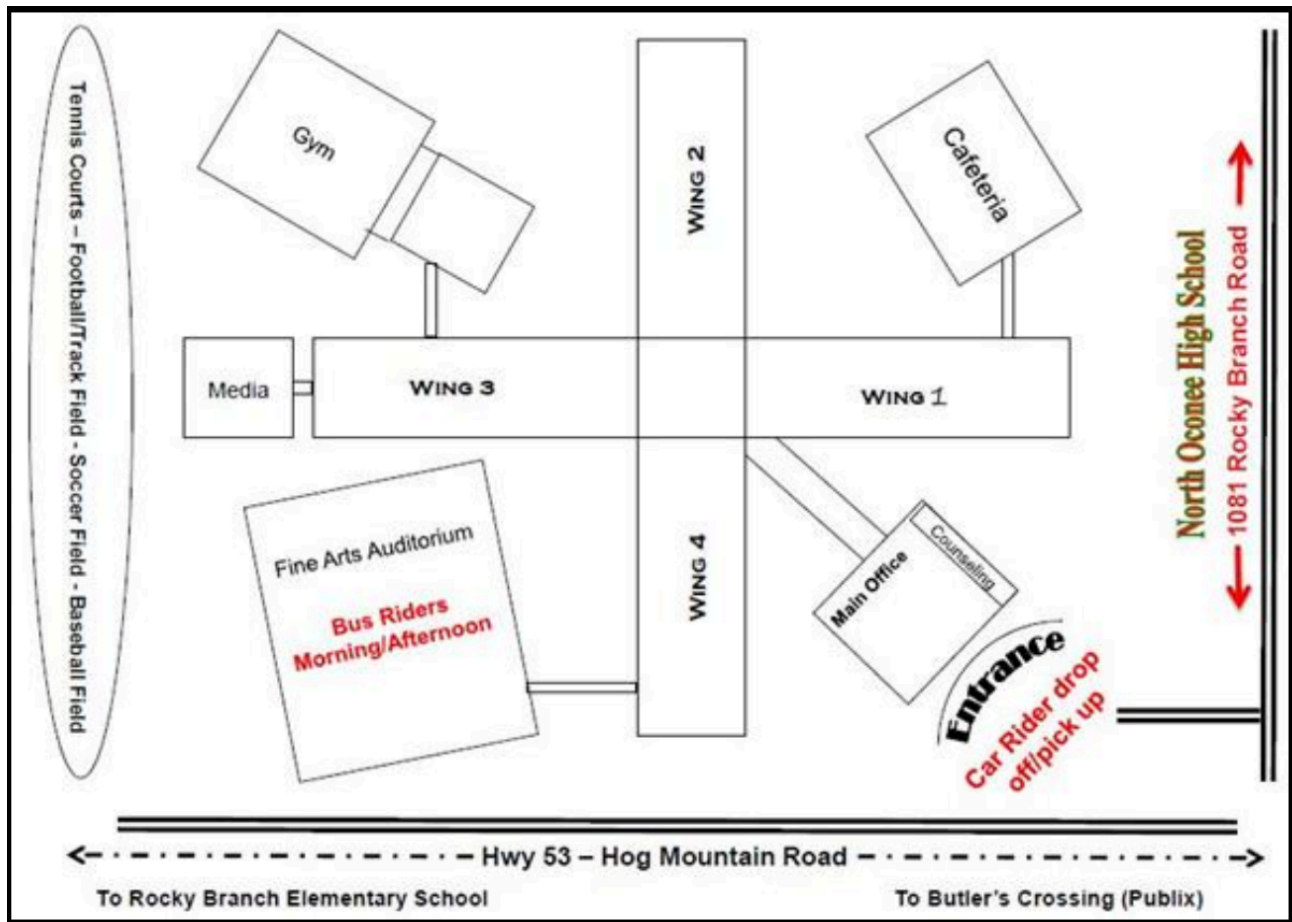 Tennis Courts – Football/Track Field - Soccer Field - Baseball Field
Gym
WING 2
Cafeteria
Media
WING 3
WING 1
North Oconee High School
1081 Rocky Branch Road
Fine Arts Auditorium
Bus Riders
Morning/Afternoon
WING 4
Main Office
Counseling
Entrance
Car Rider drop
off/pick up
Hwy 53 – Hog Mountain Road
To Rocky Branch Elementary School
To Butler's Crossing (Publix)